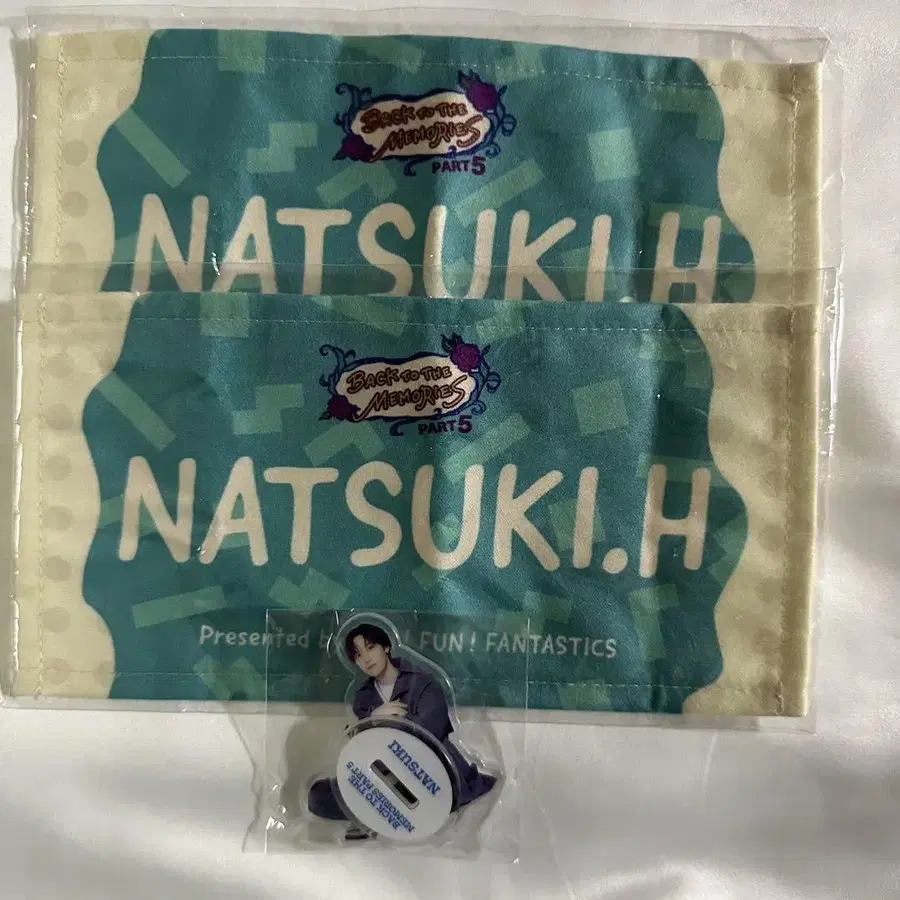 BACK TO THE
MEMORIES
PART 5
NATSUKI.H
BACK TO THE
MEMORIES
PART 5
NATSUKI.H
Presented FUN! FANTASTICS
NATSUKI
BACK TO THE
MEMORIES PART 5